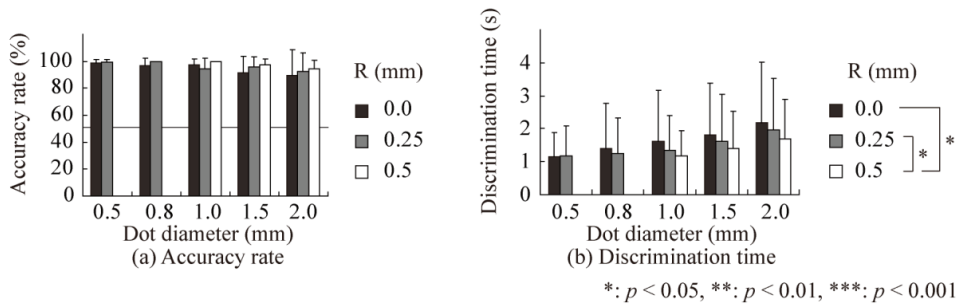 Accuracy rate (%)
100
80
60
40
20
0
0.5 0.8 1.0 1.5 2.0
Dot diameter (mm)
(a) Accuracy rate
R (mm)
0.0
0.25
0.5
Discrimination time (s)
5
4
3
2
1
0
0.5 0.8 1.0 1.5 2.0
Dot diameter (mm)
(b) Discrimination time
R (mm)
0.0
0.25
0.5
*
*
*: p < 0.05, **: p < 0.01, ***: p < 0.001